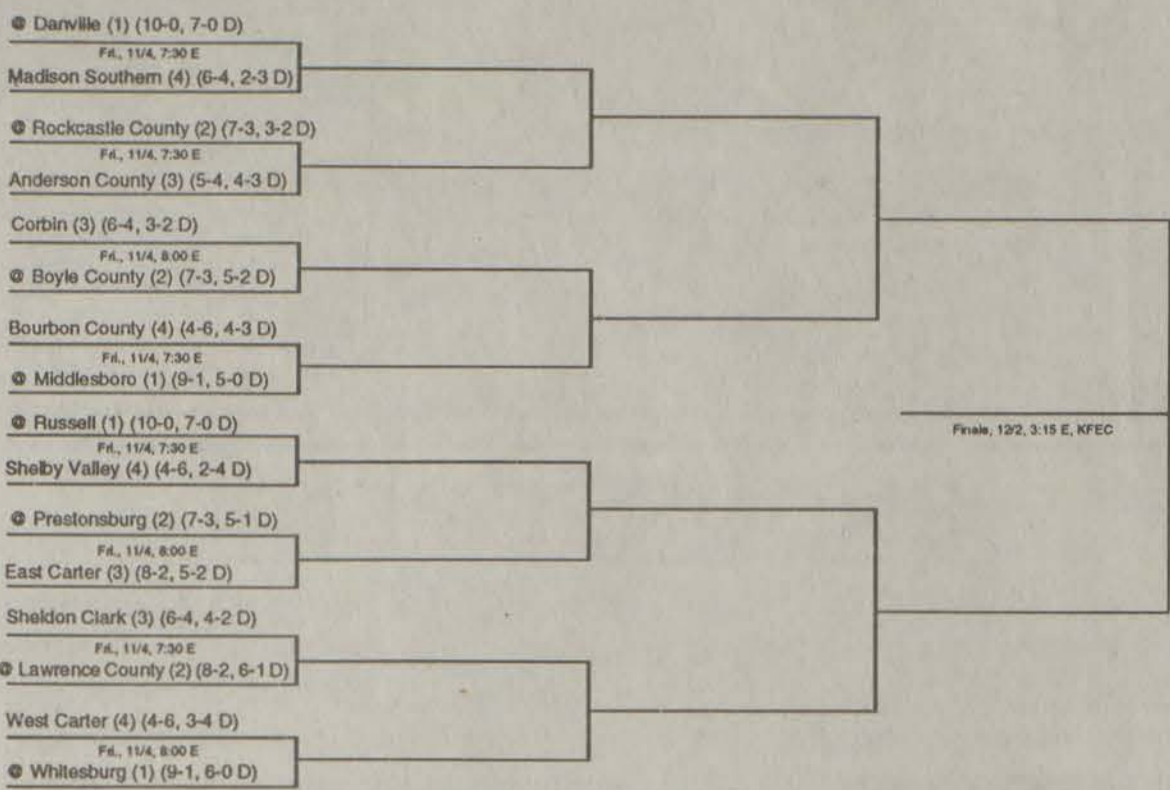 @ Danville (1) (10-0, 7-0 D)
Fri., 11/4, 7:30 E
Madison Southern (4) (6-4, 2-3 D)
@ Rockcastle County (2) (7-3, 3-2 D)
Fri., 11/4, 7:30 E
Anderson County (3) (5-4, 4-3 D)
Corbin (3) (6-4, 3-2 D)
Fri., 11/4, 8:00 E
@ Boyle County (2) (7-3, 5-2 D)
Bourbon County (4) (4-6, 4-3 D)
Fri., 11/4, 7:30 E
@ Middlesboro (1) (9-1, 5-0 D)
@ Russell (1) (10-0, 7-0 D)
Fri., 11/4, 7:30 E
Shelby Valley (4) (4-6, 2-4 D)
@ Prestonsburg (2) (7-3, 5-1 D)
Fri., 11/4, 8:00 E
East Carter (3) (8-2, 5-2 D)
Sheldon Clark (3) (6-4, 4-2 D)
Fri., 11/4, 7:30 E
@ Lawrence County (2) (8-2, 6-1 D)
West Carter (4) (4-6, 3-4 D)
Fri., 11/4, 8:00 E
@ Whitesburg (1) (9-1, 6-0 D)
Finals, 12/2, 3:15 E, KFEC